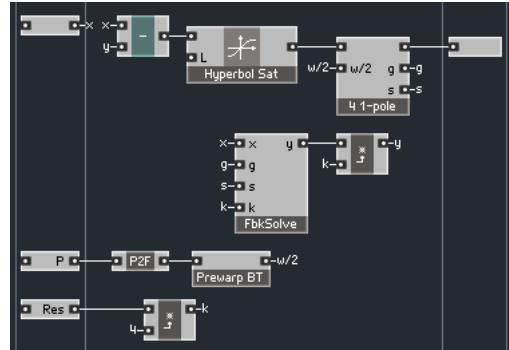 x x
y
L
Hyperbol Sat
w/2 w/2 g g
s s
4 1-pole
x x y y
g g k
s s
k k
FbkSolve
P P2F w/2
Prewarp BT
Res k
4